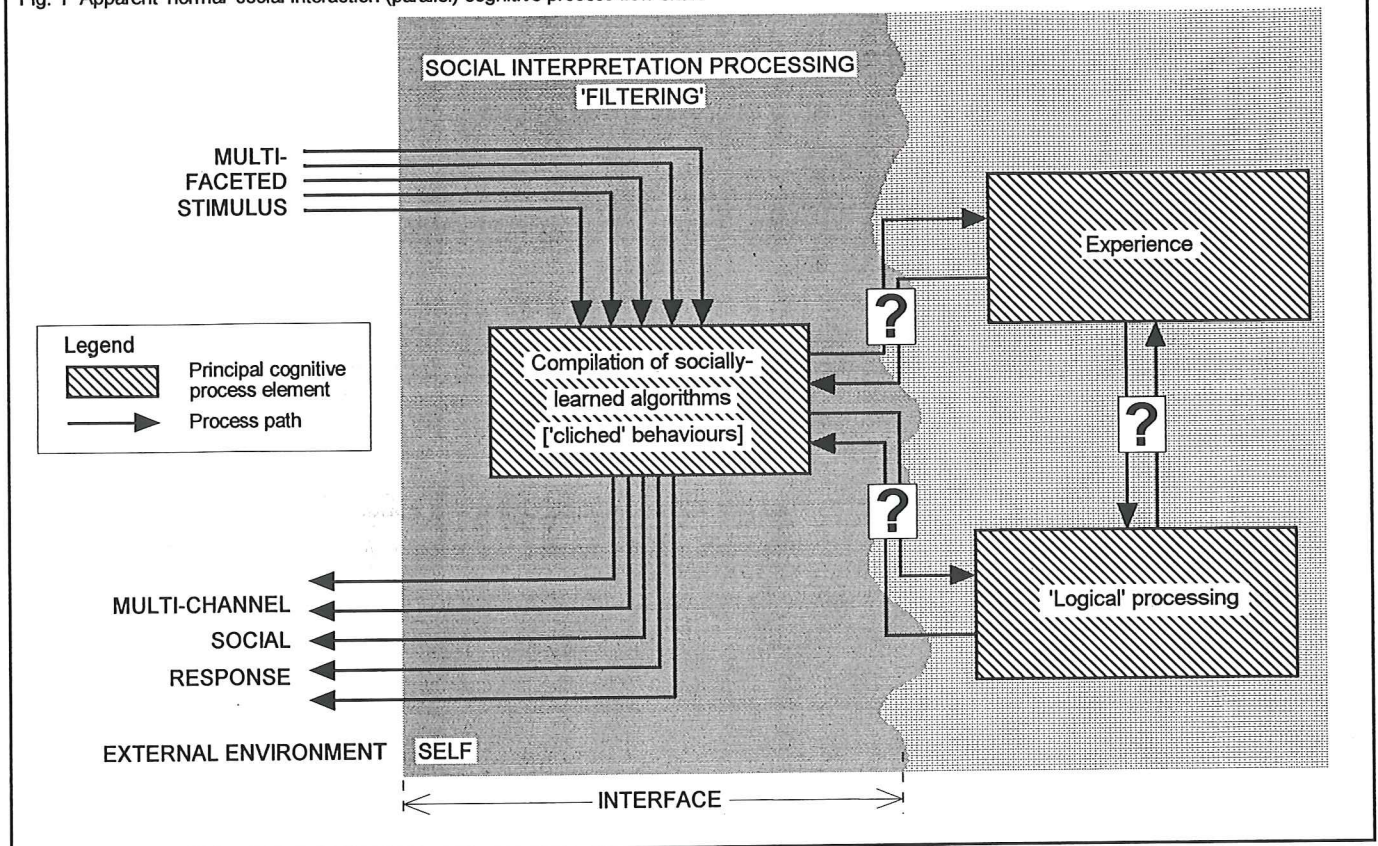 Fig. 1 Apparent 'normal' social interaction (parallel) cognitive process flow
SOCIAL INTERPRETATION PROCESSING
'FILTERING'
MULTI-
FACETED
STIMULUS
Experience
?
Legend
Principal cognitive
process element
Process path
Compilation of socially-
learned algorithms
['cliched' behaviours]
?
?
'Logical' processing
MULTI-CHANNEL
SOCIAL
RESPONSE
EXTERNAL ENVIRONMENT
SELF
INTERFACE